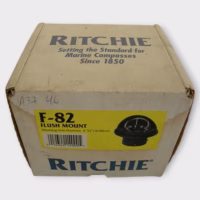 RITCHIE
Setting the Standard for
Marine Compasses
Since 1850
F-82
FLUSH MOUNT
RITCHIE